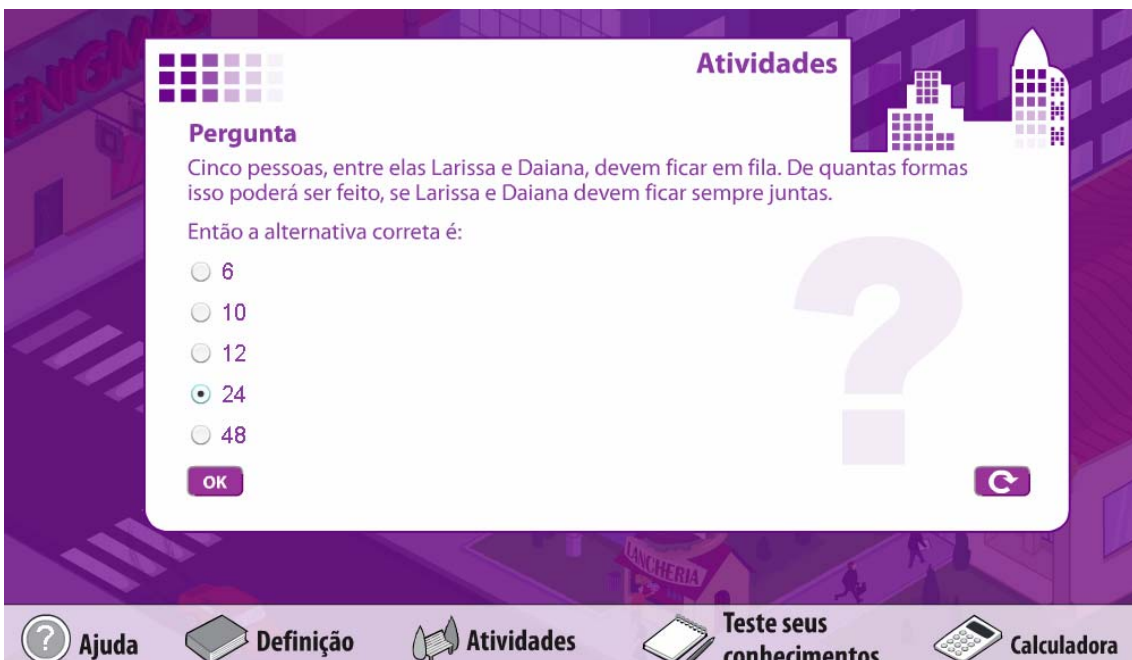 ENIGMAS
Atividades
Pergunta
Cinco pessoas, entre elas Larissa e Daiana, devem ficar em fila. De quantas formas
isso poderá ser feito, se Larissa e Daiana devem ficar sempre juntas.
Então a alternativa correta é:
6
10
12
24
48
OK
?
LANCHERIA
? Ajuda
Definição
Atividades
Teste seus
conhecimentos
Calculadora